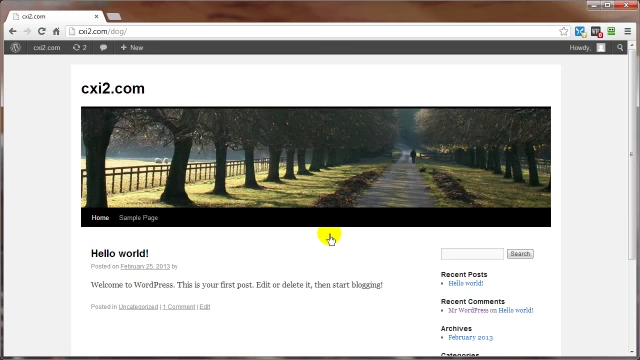 cxi2.com
cxi2.com/dog/
cxi2.com 2 + New Howdy,
cxi2.com
Home Sample Page
Hello world!
Posted on February 25, 2013 by
Welcome to WordPress. This is your first post. Edit or delete it, then start blogging!
Posted in Uncategorized | 1 Comment | Edit
Search
Recent Posts
Hello world!
Recent Comments
Mr WordPress on Hello world!
Archives
February 2013
Categories